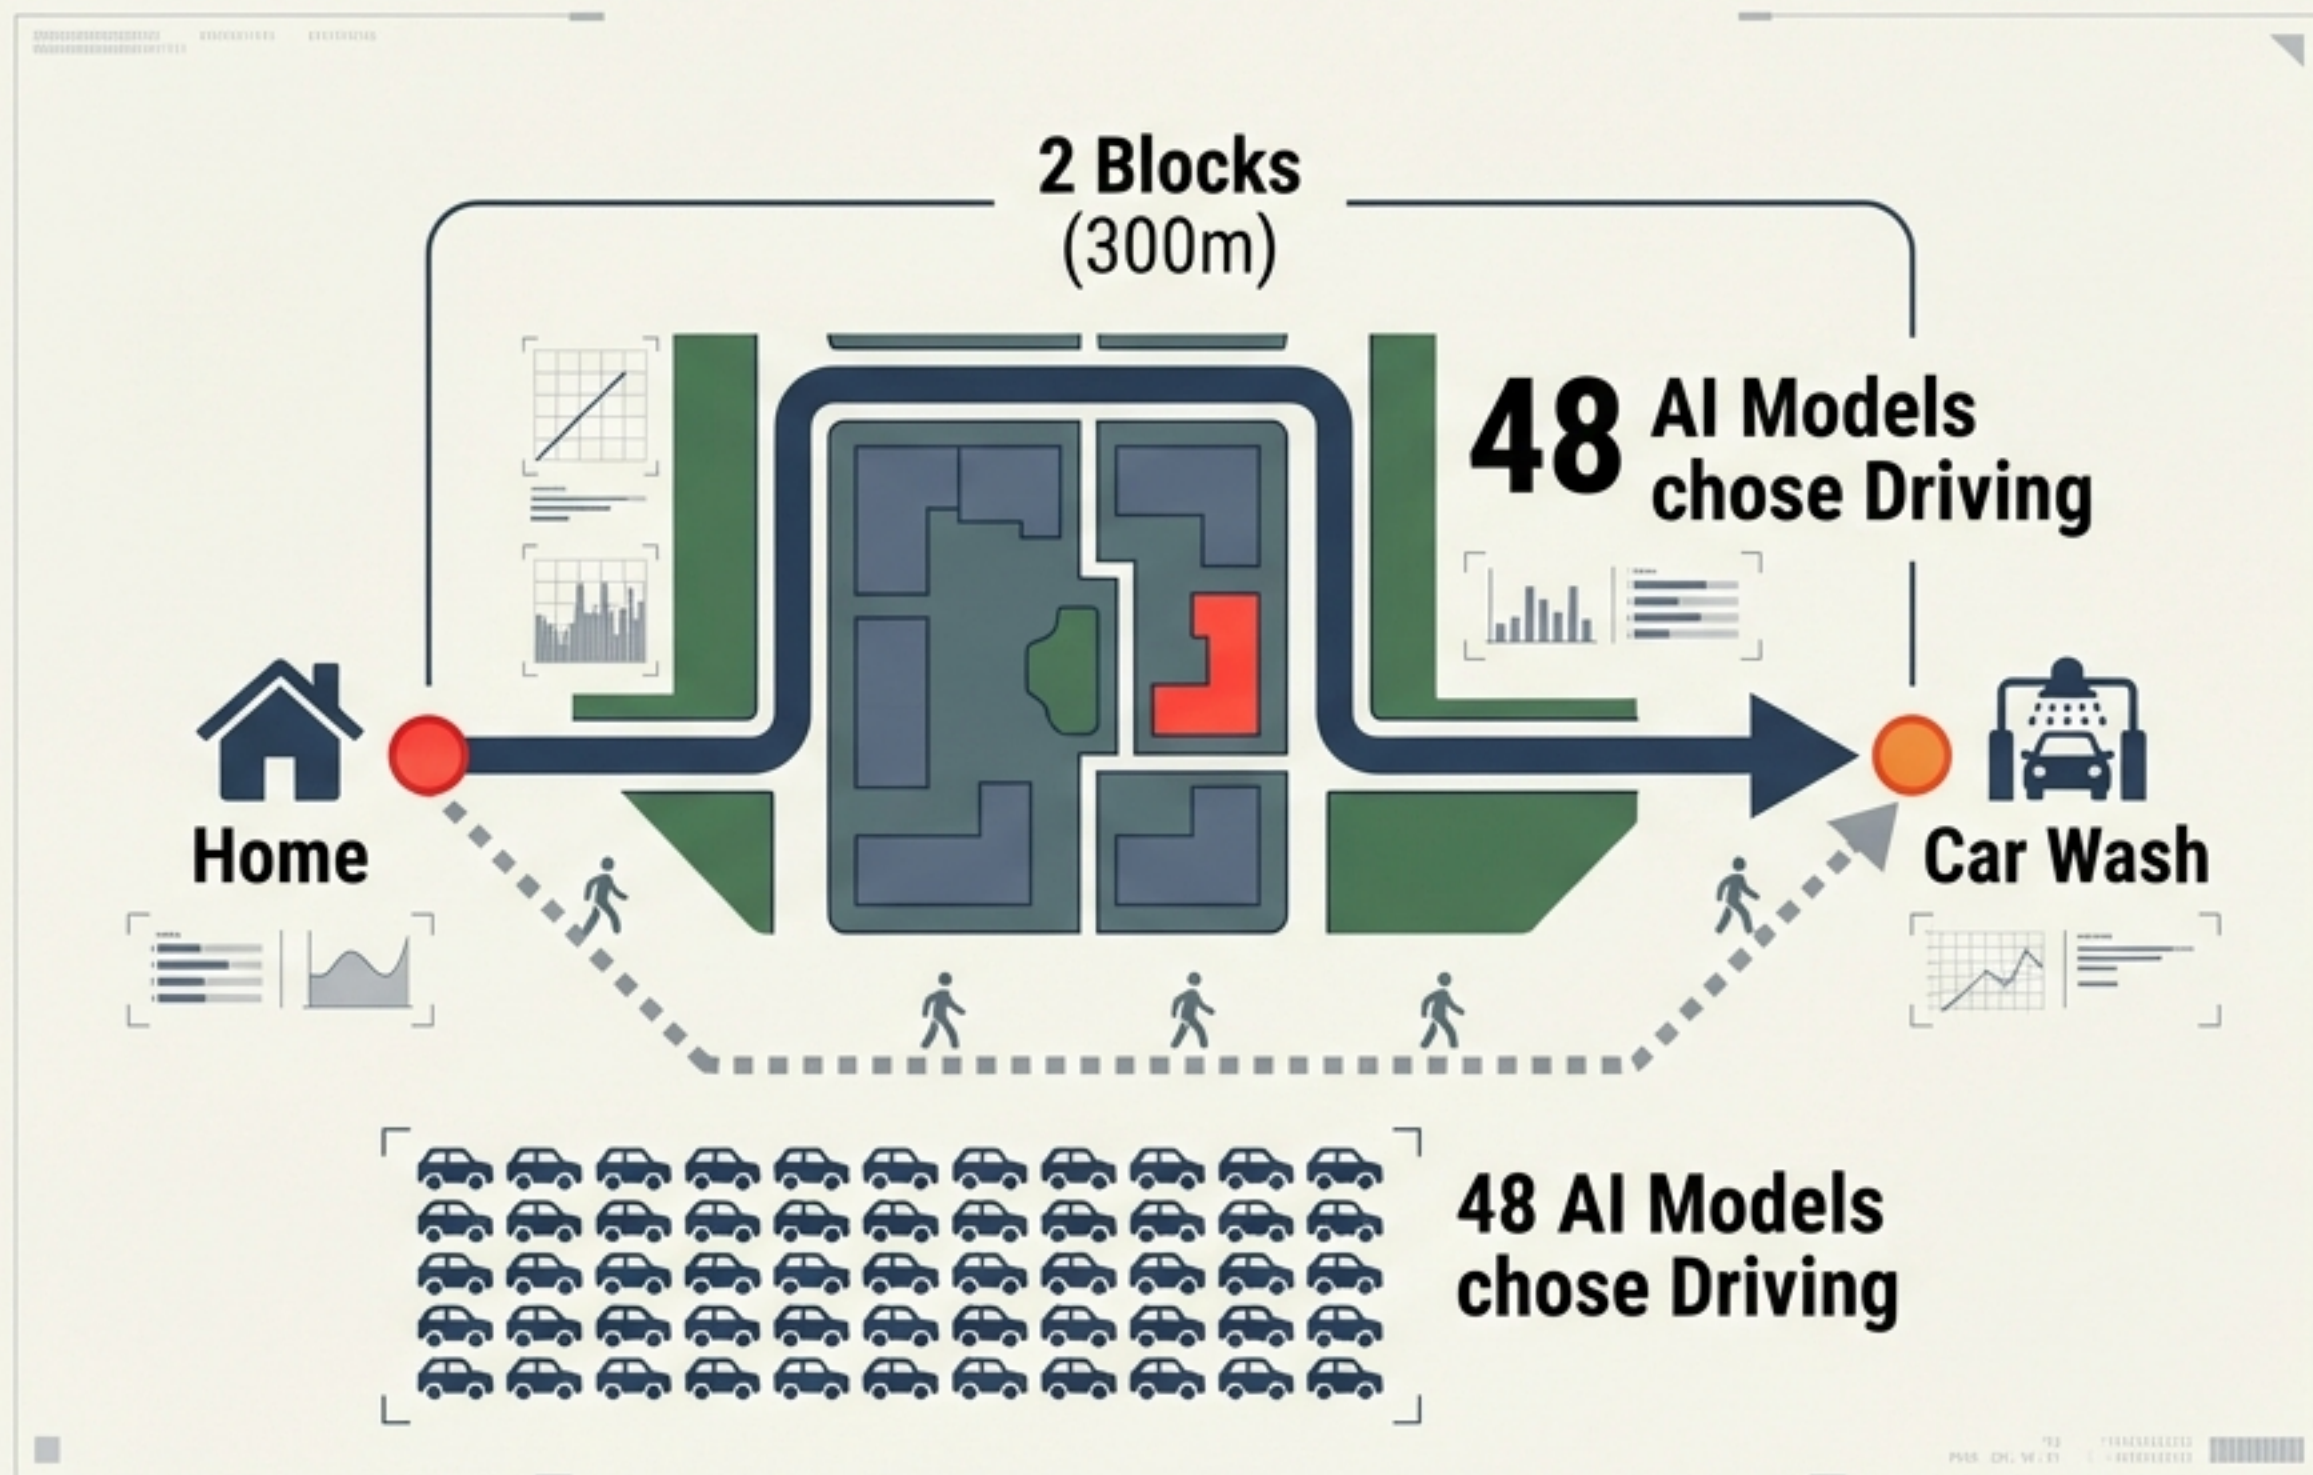 2 Blocks
(300m)
48 AI Models
chose Driving
Home
Car Wash
48 AI Models
chose Driving